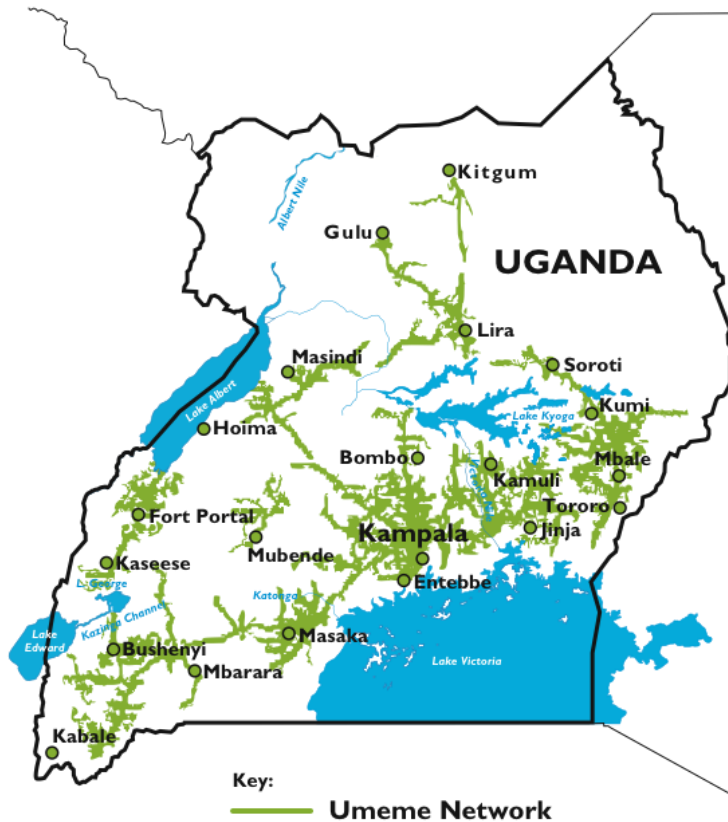 Albert Nile
Kitgum
Gulu
UGANDA
Lira
Masindi
Soroti
Lake Albert
Kumi
Lake Kyoga
Hoima
Bombo
Mbale
Kamuli
Victoria Nile
Tororo
Fort Portal
Kampala
Jinja
Mubende
Kaseese
Entebbe
L. George
Katonga
Kazinga Channel
Lake
Edward
Masaka
Bushenyi
Lake Victoria
Mbarara
Kabale
Key:
Umeme Network